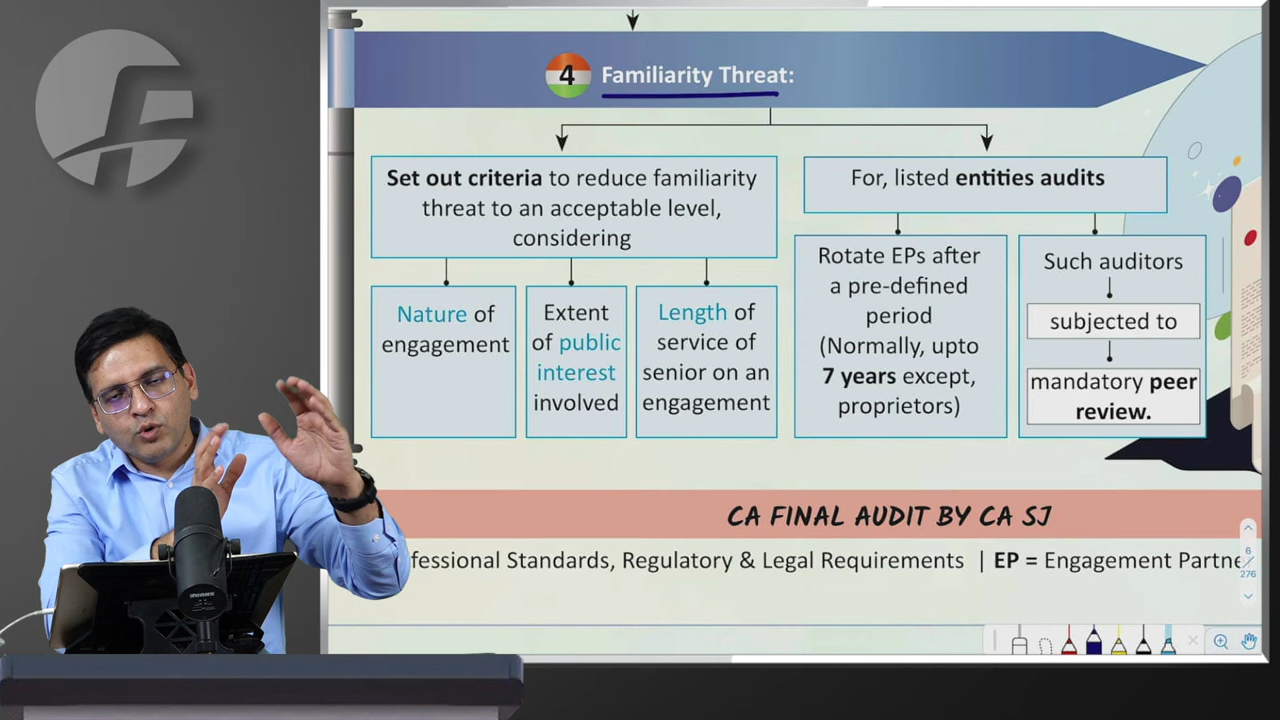 4 Familiarity Threat:
Set out criteria to reduce familiarity
threat to an acceptable level,
considering
Nature of
engagement
Extent
of public
interest
involved
Length of
service of
senior on an
engagement
For, listed entities audits
Rotate EPs after
a pre-defined
period
(Normally, upto
7 years except,
proprietors)
Such auditors
subjected to
mandatory peer
review.
CA FINAL AUDIT BY CA SJ
fessional Standards, Regulatory & Legal Requirements | EP = Engagement Partne
6
276